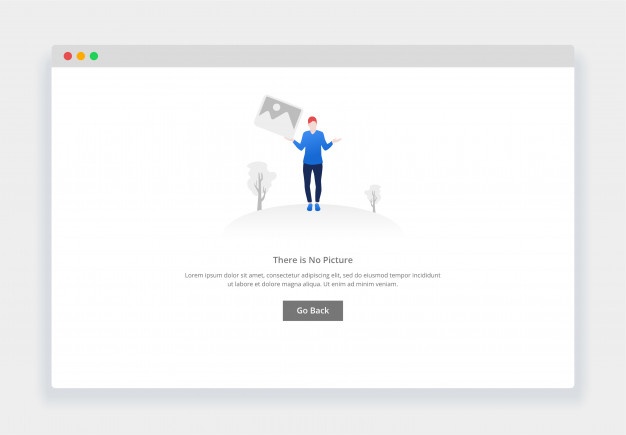 There is No Picture
Lorem ipsum dolor sit amet, consectetur adipiscing elit, sed do eiusmod tempor incididunt
ut labore et dolore magna aliqua. Ut enim ad minim veniam.
Go Back